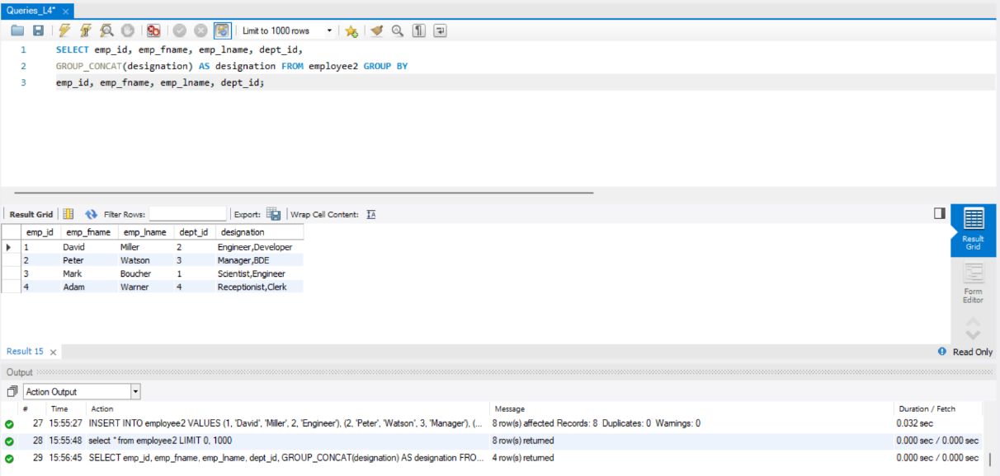 Queries_L4*
Limit to 1000 rows
1 SELECT emp_id, emp_fname, emp_lname, dept_id,
2 GROUP_CONCAT(designation) AS designation FROM employee2 GROUP BY
3 emp_id, emp_fname, emp_lname, dept_id;
Result Grid Filter Rows: Export: Wrap Cell Content:
emp_id emp_fname emp_lname dept_id designation
1 David Miller 2 Engineer,Developer
2 Peter Watson 3 Manager,BDE
3 Mark Boucher 1 Scientist,Engineer
4 Adam Warner 4 Receptionist,Clerk
Result
Grid
Form
Editor
Result 15 Read Only
Output
Action Output
# Time Action Message Duration / Fetch
27 15:55:27 INSERT INTO employee2 VALUES (1, 'David', 'Miller', 2, 'Engineer'), (2, 'Peter', 'Watson', 3, 'Manager'), (... 8 row(s) affected Records: 8 Duplicates: 0 Warnings: 0 0.032 sec
28 15:55:48 select * from employee2 LIMIT 0, 1000 8 row(s) returned 0.000 sec / 0.000 sec
29 15:56:45 SELECT emp_id, emp_fname, emp_lname, dept_id, GROUP_CONCAT(designation) AS designation FRO... 4 row(s) returned 0.000 sec / 0.000 sec